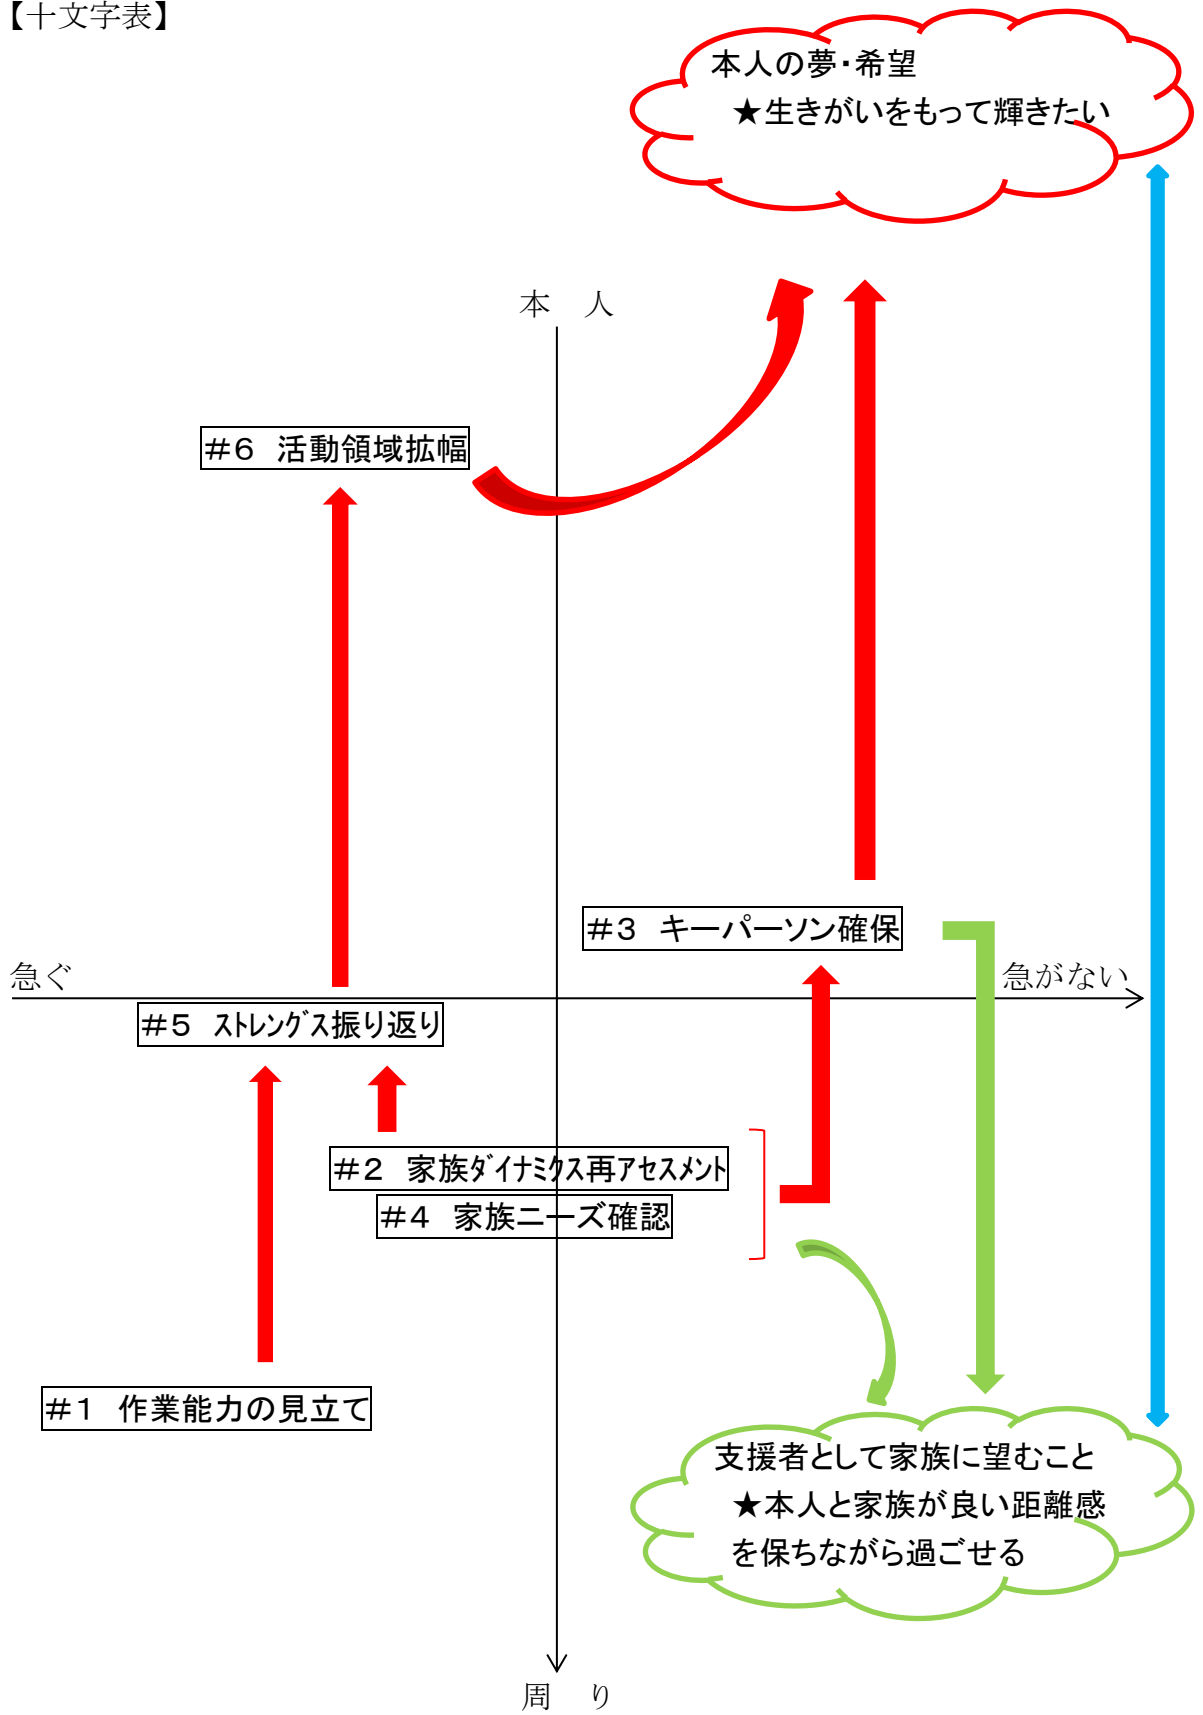 【十文字表】
本人の夢・希望
★生きがいをもって輝きたい
本　人
＃６　活動領域拡幅
＃３　キーパーソン確保
急ぐ
急がない
＃５　ｽﾄﾚﾝｸﾞｽ振り返り
＃２　家族ﾀﾞｲﾅﾐｸｽ再ｱｾｽﾒﾝﾄ
＃４　家族ニーズ確認
＃１　作業能力の見立て
支援者として家族に望むこと
★本人と家族が良い距離感
を保ちながら過ごせる
周　り